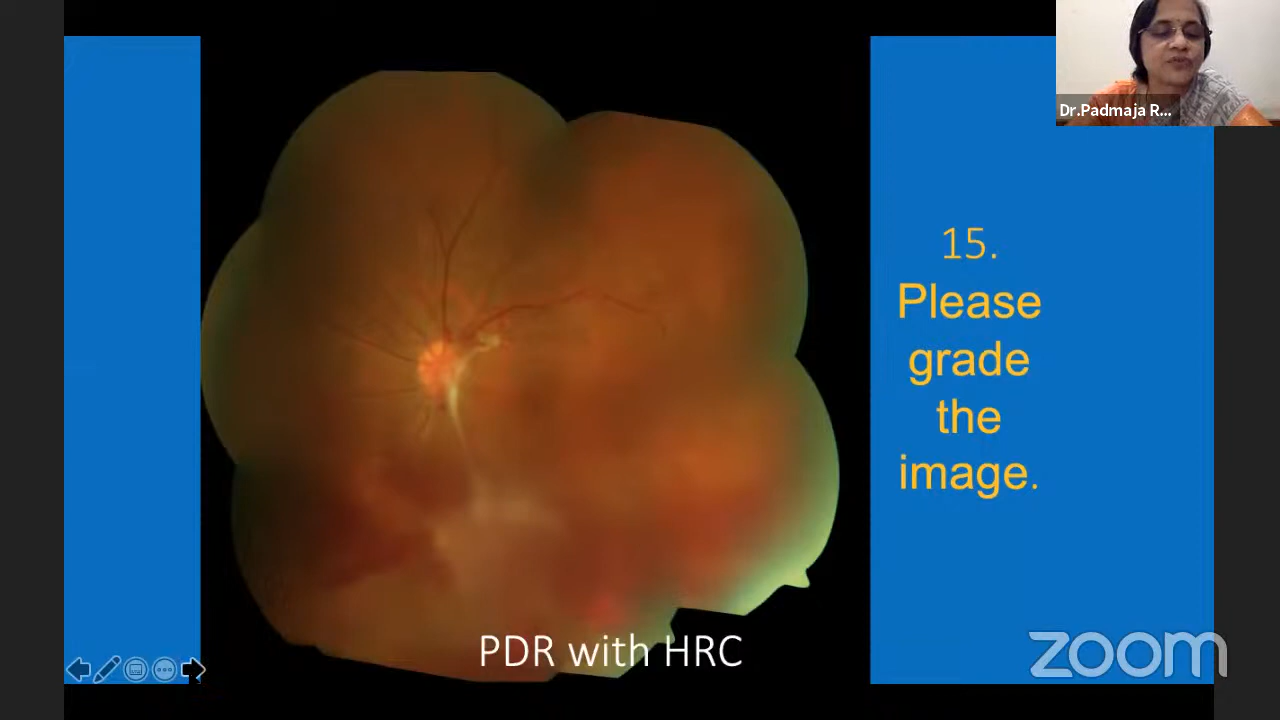 Dr.Padmaja R...
15.
Please
grade
the
image.
PDR with HRC
zoom